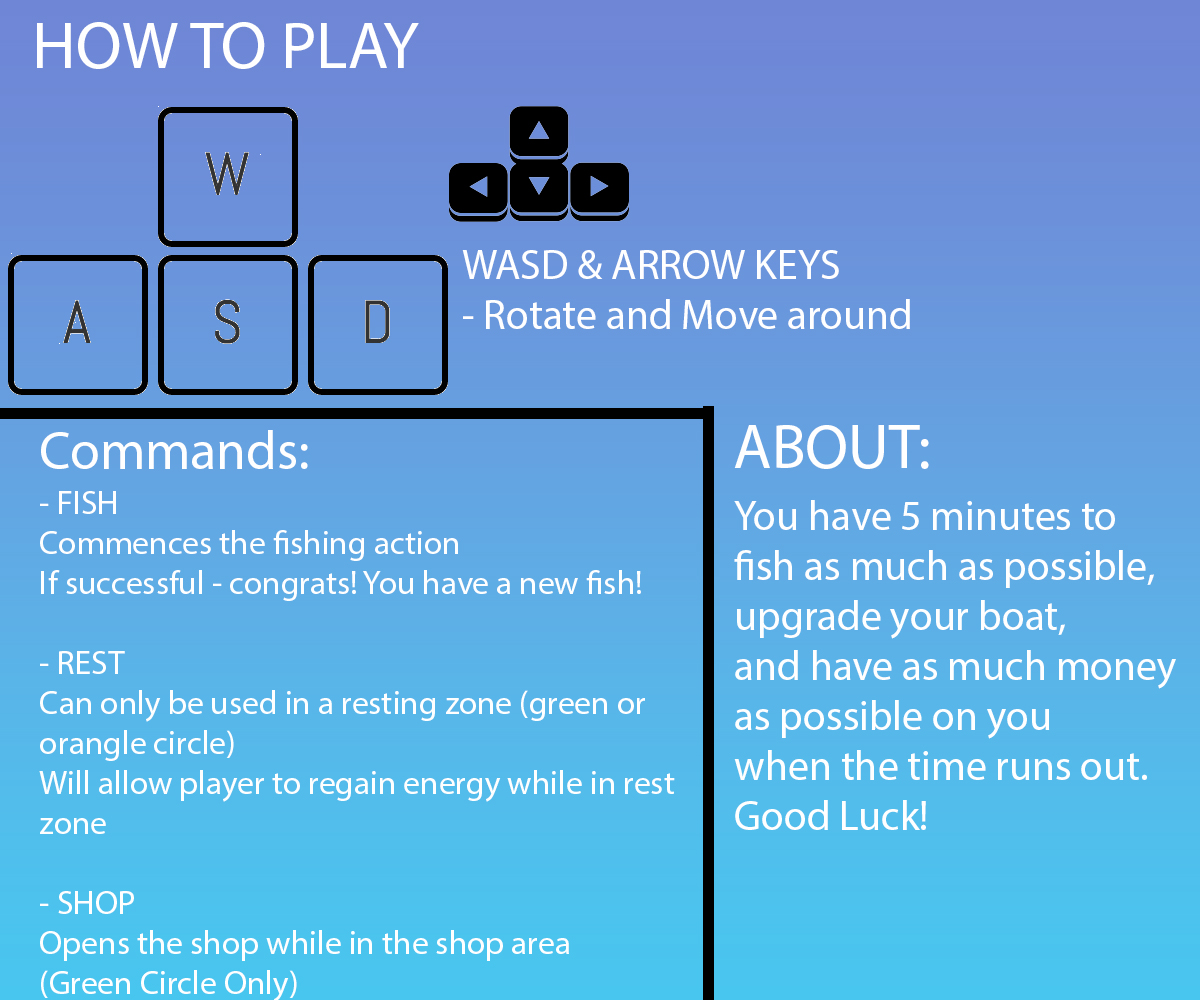 HOW TO PLAY
W
A S D
WASD & ARROW KEYS
- Rotate and Move around
Commands:
- FISH
Commences the fishing action
If successful - congrats! You have a new fish!
- REST
Can only be used in a resting zone (green or
orangle circle)
Will allow player to regain energy while in rest
zone
- SHOP
Opens the shop while in the shop area
(Green Circle Only)
ABOUT:
You have 5 minutes to
fish as much as possible,
upgrade your boat,
and have as much money
as possible on you
when the time runs out.
Good Luck!